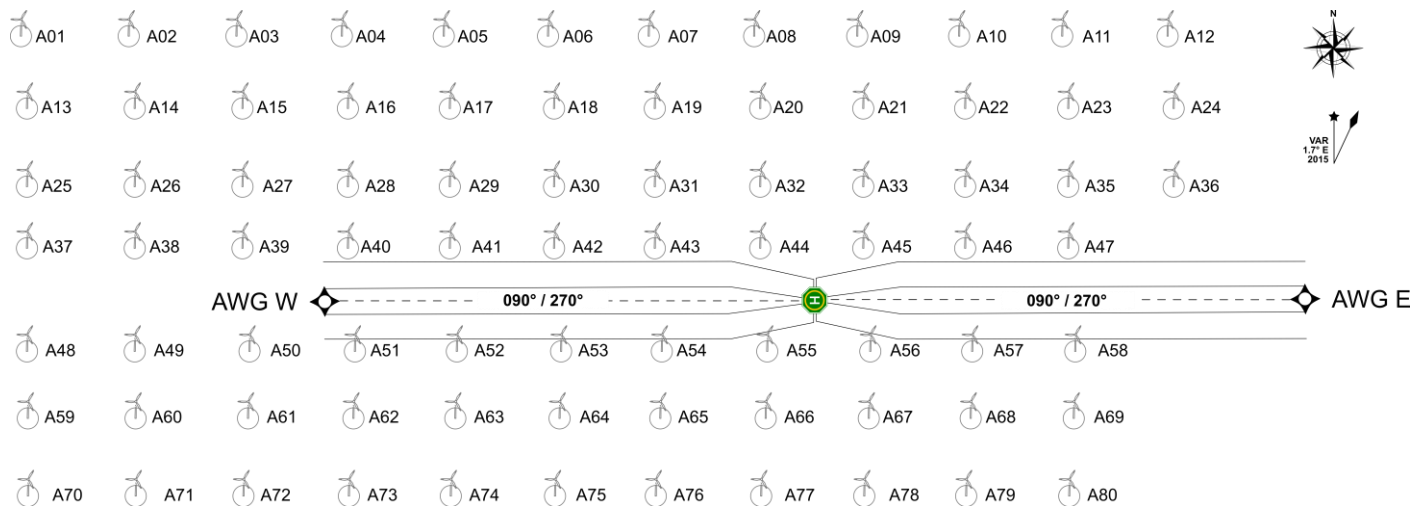 A01 A02 A03 A04 A05 A06 A07 A08 A09 A10 A11 A12
N
A13 A14 A15 A16 A17 A18 A19 A20 A21 A22 A23 A24
VAR
1.7° E
2015
A25 A26 A27 A28 A29 A30 A31 A32 A33 A34 A35 A36
A37 A38 A39 A40 A41 A42 A43 A44 A45 A46 A47
AWG W 090° / 270° H 090° / 270° AWG E
A48 A49 A50 A51 A52 A53 A54 A55 A56 A57 A58
A59 A60 A61 A62 A63 A64 A65 A66 A67 A68 A69
A70 A71 A72 A73 A74 A75 A76 A77 A78 A79 A80